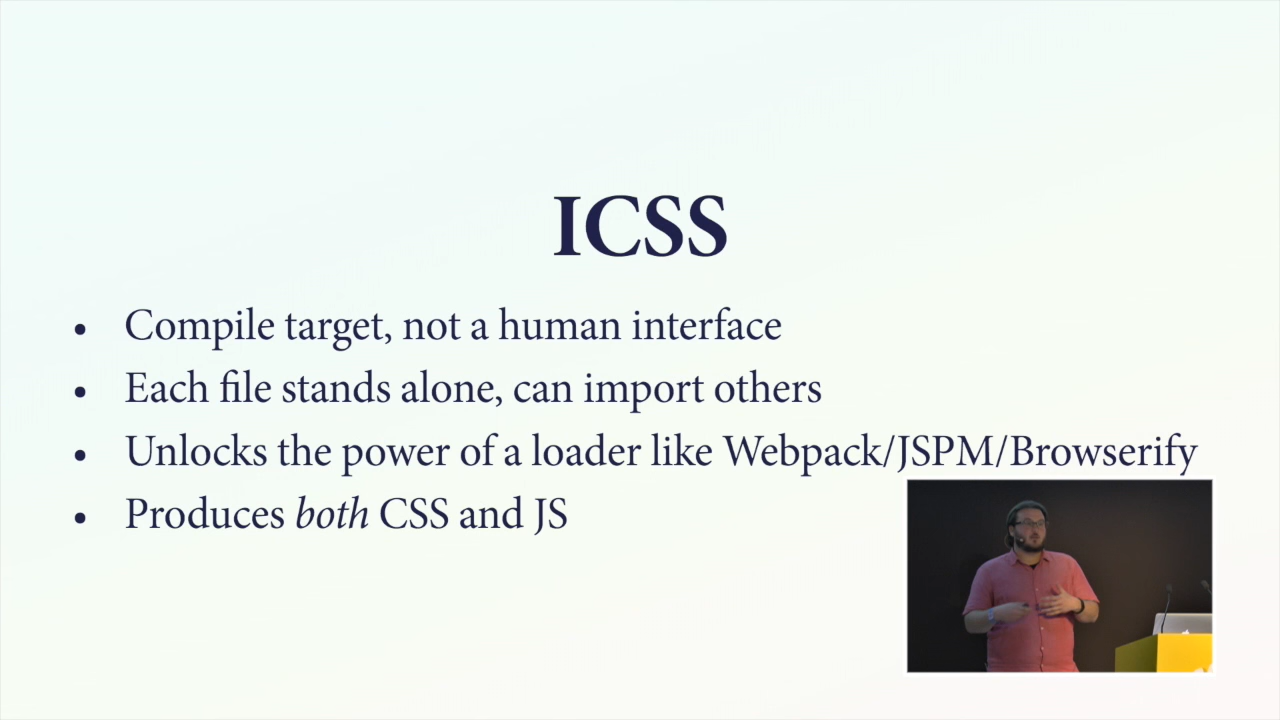 ICSS
• Compile target, not a human interface
• Each file stands alone, can import others
• Unlocks the power of a loader like Webpack/JSPM/Browserify
• Produces both CSS and JS